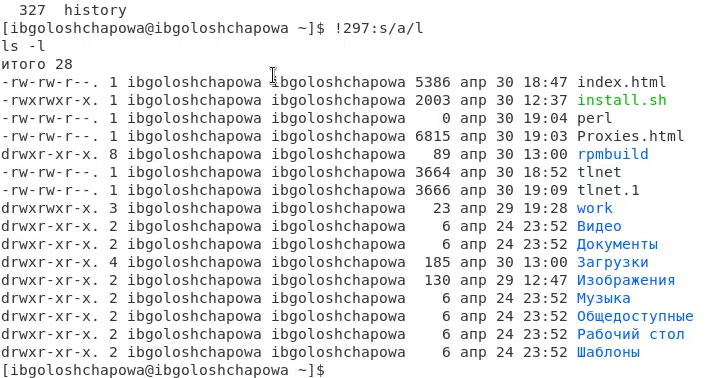 327  history
[ibgoloshchapowa@ibgoloshchapowa ~]$ !297:s/a/l
ls -l
итого 28
-rw-rw-r--. 1 ibgoloshchapowa ibgoloshchapowa 5386 апр 30 18:47 index.html
-rwxrwxr-x. 1 ibgoloshchapowa ibgoloshchapowa 2003 апр 30 12:37 install.sh
-rw-rw-r--. 1 ibgoloshchapowa ibgoloshchapowa    0 апр 30 19:04 perl
-rw-rw-r--. 1 ibgoloshchapowa ibgoloshchapowa 6815 апр 30 19:03 Proxies.html
drwxr-xr-x. 8 ibgoloshchapowa ibgoloshchapowa   89 апр 30 13:00 rpmbuild
-rw-rw-r--. 1 ibgoloshchapowa ibgoloshchapowa 3664 апр 30 18:52 tlnet
-rw-rw-r--. 1 ibgoloshchapowa ibgoloshchapowa 3666 апр 30 19:09 tlnet.1
drwxrwxr-x. 3 ibgoloshchapowa ibgoloshchapowa   23 апр 29 19:28 work
drwxr-xr-x. 2 ibgoloshchapowa ibgoloshchapowa    6 апр 24 23:52 Видео
drwxr-xr-x. 2 ibgoloshchapowa ibgoloshchapowa    6 апр 24 23:52 Документы
drwxr-xr-x. 4 ibgoloshchapowa ibgoloshchapowa  185 апр 30 13:00 Загрузки
drwxr-xr-x. 2 ibgoloshchapowa ibgoloshchapowa  130 апр 29 12:47 Изображения
drwxr-xr-x. 2 ibgoloshchapowa ibgoloshchapowa    6 апр 24 23:52 Музыка
drwxr-xr-x. 2 ibgoloshchapowa ibgoloshchapowa    6 апр 24 23:52 Общедоступные
drwxr-xr-x. 2 ibgoloshchapowa ibgoloshchapowa    6 апр 24 23:52 Рабочий стол
drwxr-xr-x. 2 ibgoloshchapowa ibgoloshchapowa    6 апр 24 23:52 Шаблоны
[ibgoloshchapowa@ibgoloshchapowa ~]$